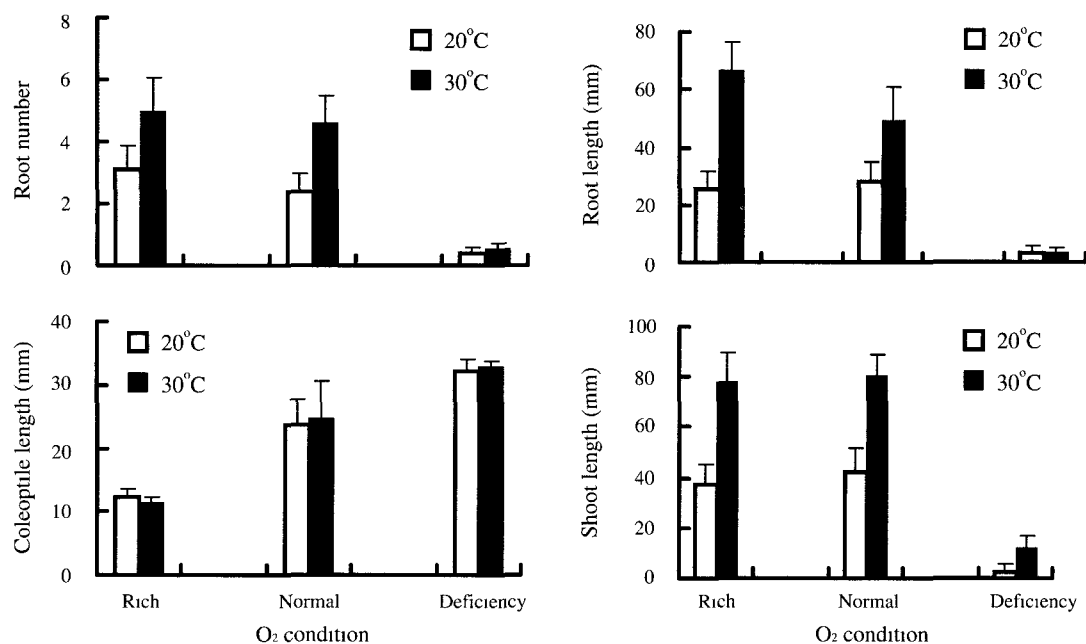 8
6
4
2
0
Root number
20°C
30°C
80
60
40
20
0
Root length (mm)
20°C
30°C
40
30
20
10
0
Coleoptile length (mm)
20°C
30°C
Rich Normal Deficiency
O₂ condition
100
80
60
40
20
0
Shoot length (mm)
20°C
30°C
Rich Normal Deficiency
O₂ condition